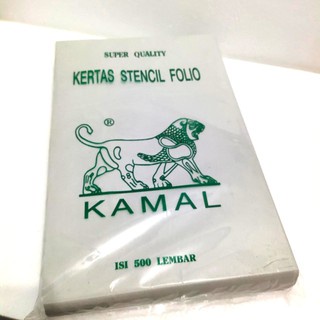 SUPER QUALITY
KERTAS STENCIL FOLIO
®
KAMAL
ISI 500 LEMBAR